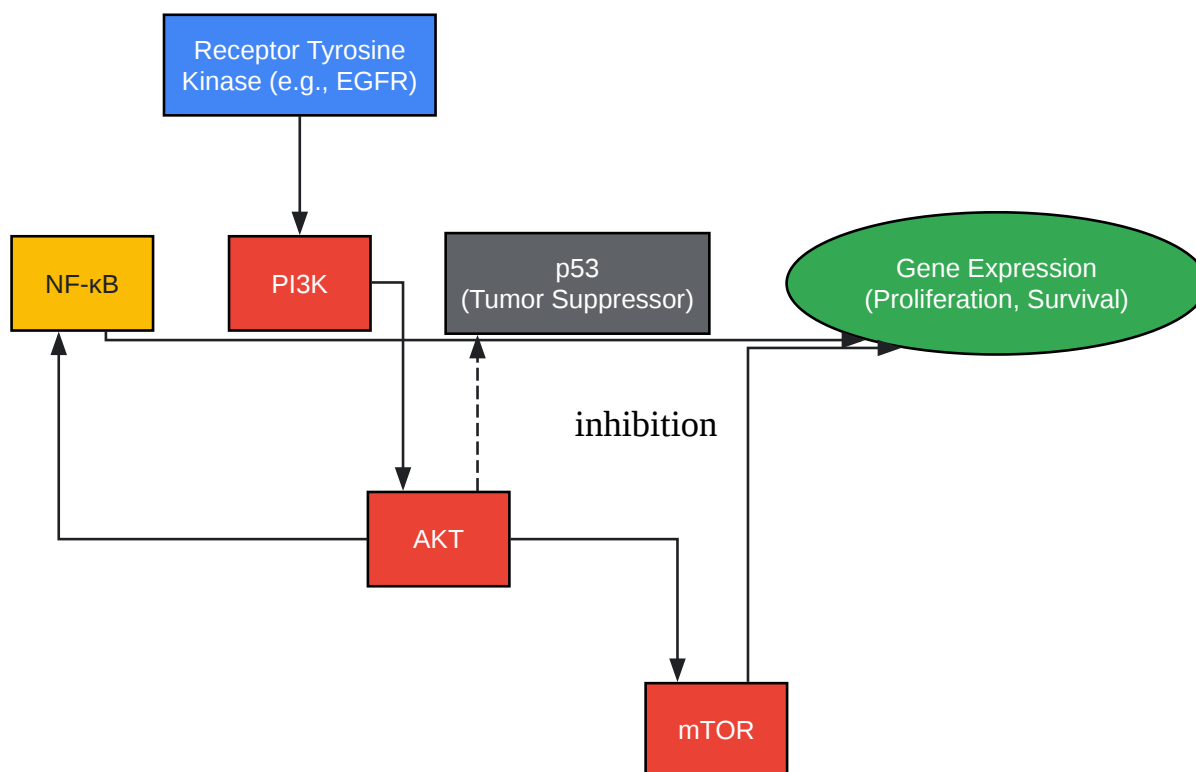 Receptor Tyrosine
Kinase (e.g., EGFR)
NF-κB
PI3K
p53
(Tumor Suppressor)
Gene Expression
(Proliferation, Survival)
inhibition
AKT
mTOR